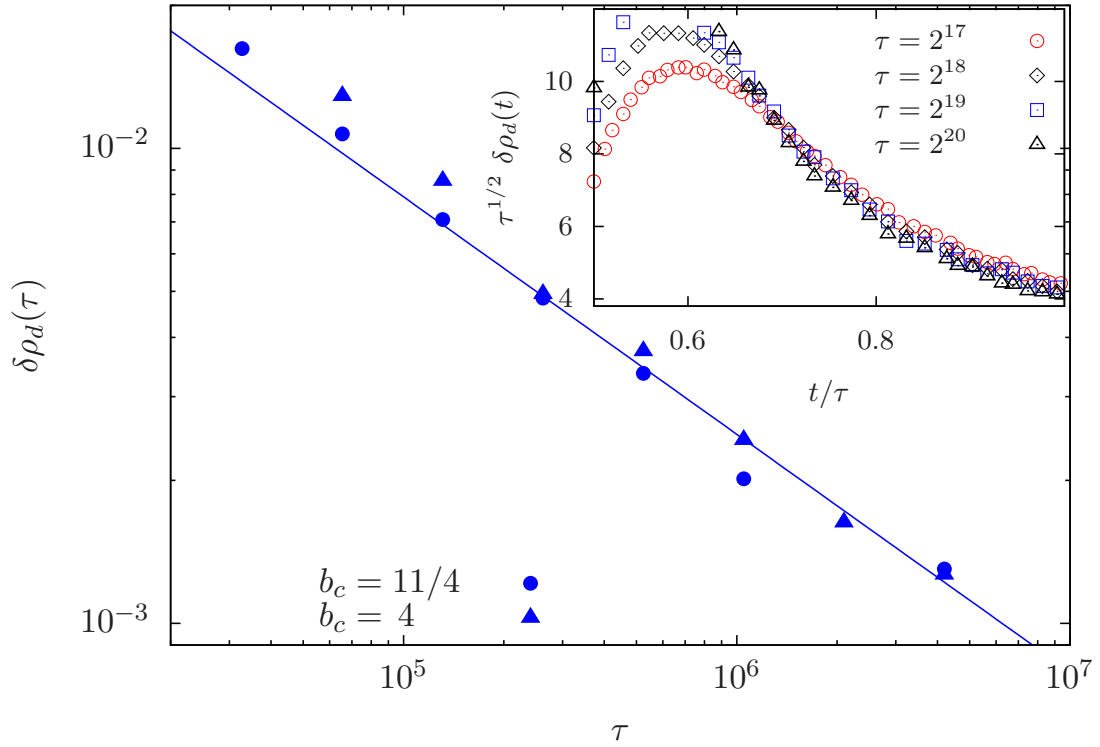 δρ_d(τ)
10^{-2}
10^{-3}
10^5
10^6
10^7
τ
b_c = 11/4
b_c = 4
τ^{1/2} δρ_d(t)
10
8
6
4
0.6
0.8
t/τ
τ = 2^{17}
τ = 2^{18}
τ = 2^{19}
τ = 2^{20}